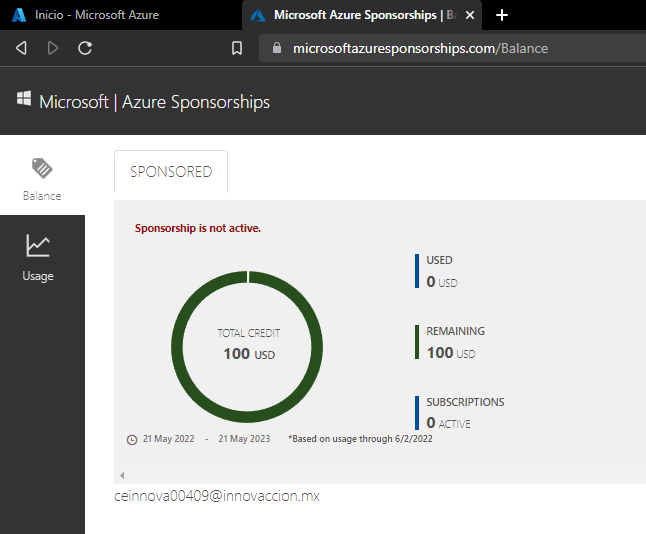 Inicio - Microsoft Azure
Microsoft Azure Sponsorships | Ba
microsoftazuresponsorships.com/Balance
Microsoft | Azure Sponsorships
Balance
Usage
SPONSORED
Sponsorship is not active.
TOTAL CREDIT
100 USD
USED
0 USD
REMAINING
100 USD
SUBSCRIPTIONS
0 ACTIVE
21 May 2022 - 21 May 2023 *Based on usage through 6/2/2022
ceinnova00409@innovaccion.mx